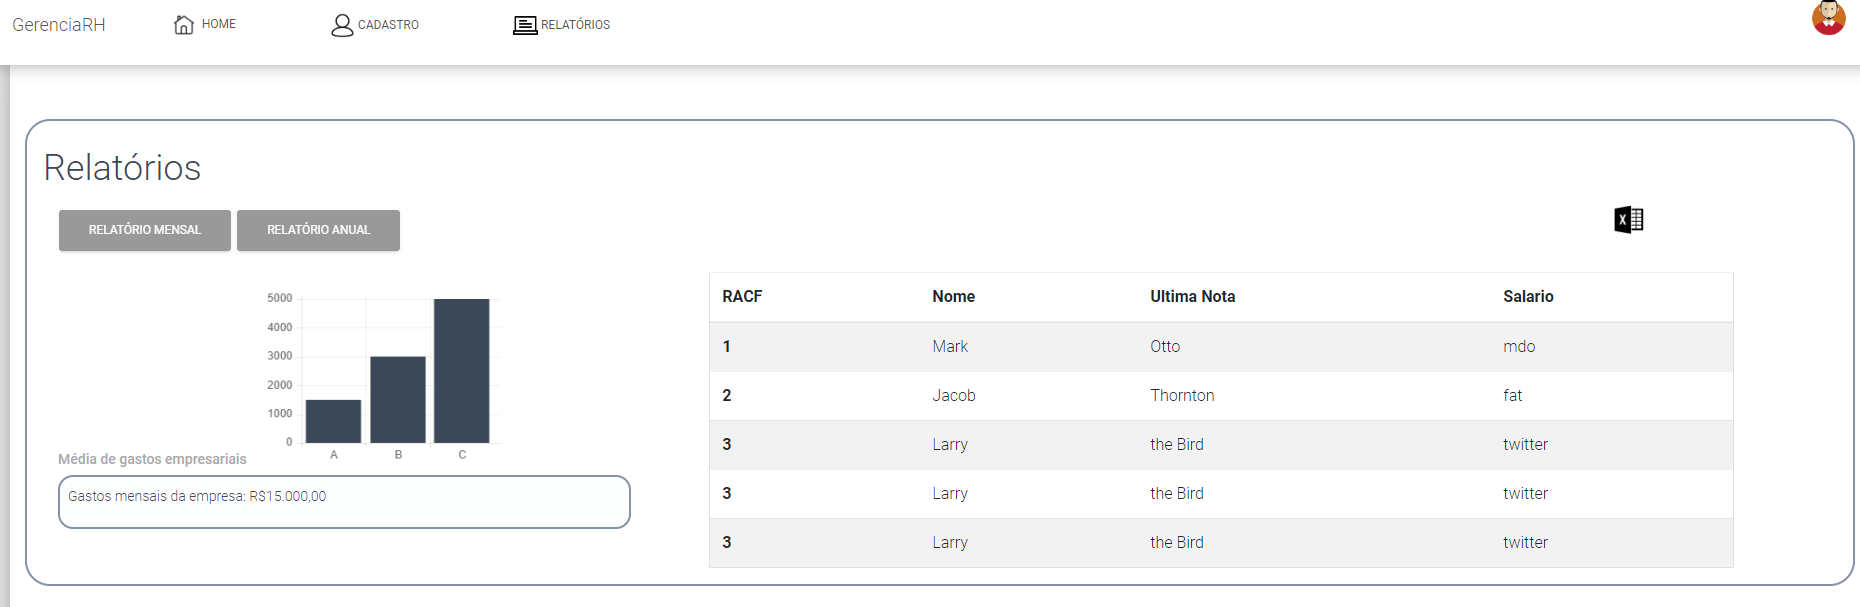 GerenciaRH HOME CADASTRO RELATÓRIOS
Relatórios
RELATÓRIO MENSAL RELATÓRIO ANUAL
X
5000
4000
3000
2000
1000
0
A B C
Média de gastos empresariais
Gastos mensais da empresa: R$15.000,00
RACF Nome Ultima Nota Salario
1 Mark Otto mdo
2 Jacob Thornton fat
3 Larry the Bird twitter
3 Larry the Bird twitter
3 Larry the Bird twitter